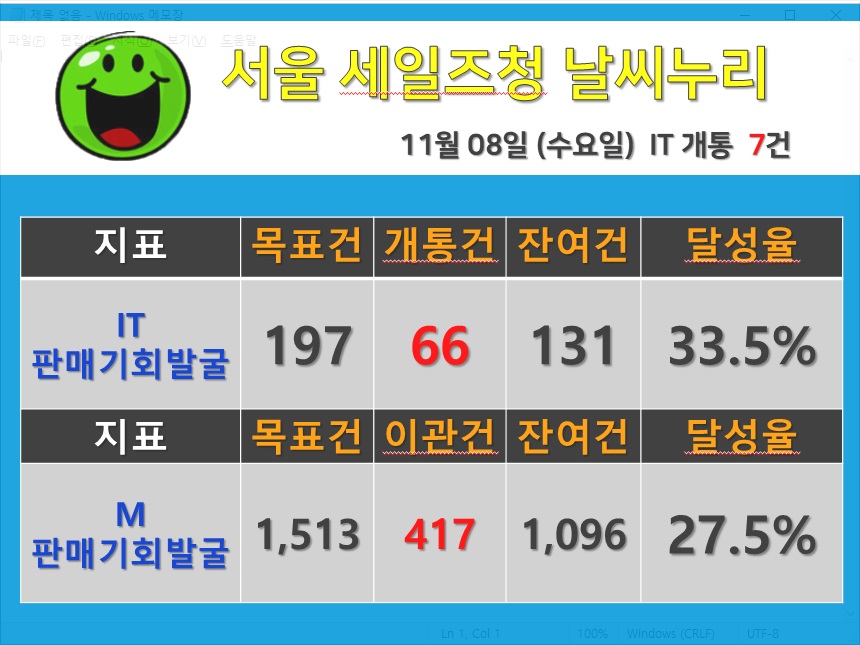 제목 없음 - Windows 메모장
파일(F) 편집(E) 서식(O) 보기(V) 도움말
서울 세일즈청 날씨누리
11월 08일 (수요일) IT 개통 7건
지표 목표건 개통건 잔여건 달성율
IT
판매기회발굴 197 66 131 33.5%
지표 목표건 이관건 잔여건 달성율
M
판매기회발굴 1,513 417 1,096 27.5%
Ln 1, Col 1 100% Windows (CRLF) UTF-8